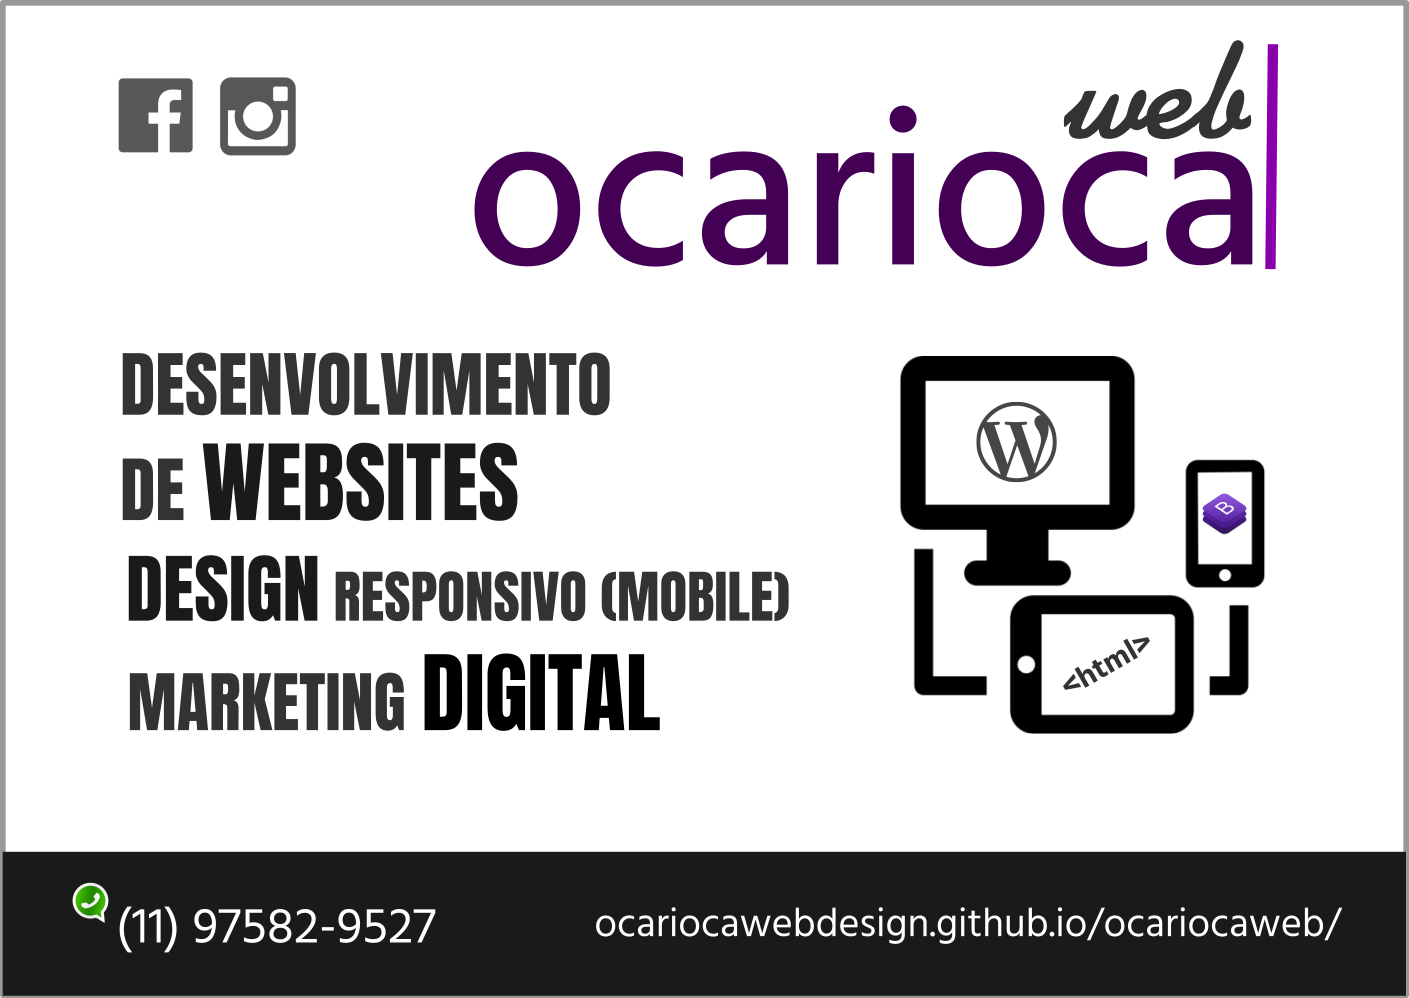 web
ocarioca
DESENVOLVIMENTO
DE WEBSITES
DESIGN RESPONSIVO (MOBILE)
MARKETING DIGITAL
W
B
<html>
(11) 97582-9527
ocariocawebdesign.github.io/ocariocaweb/